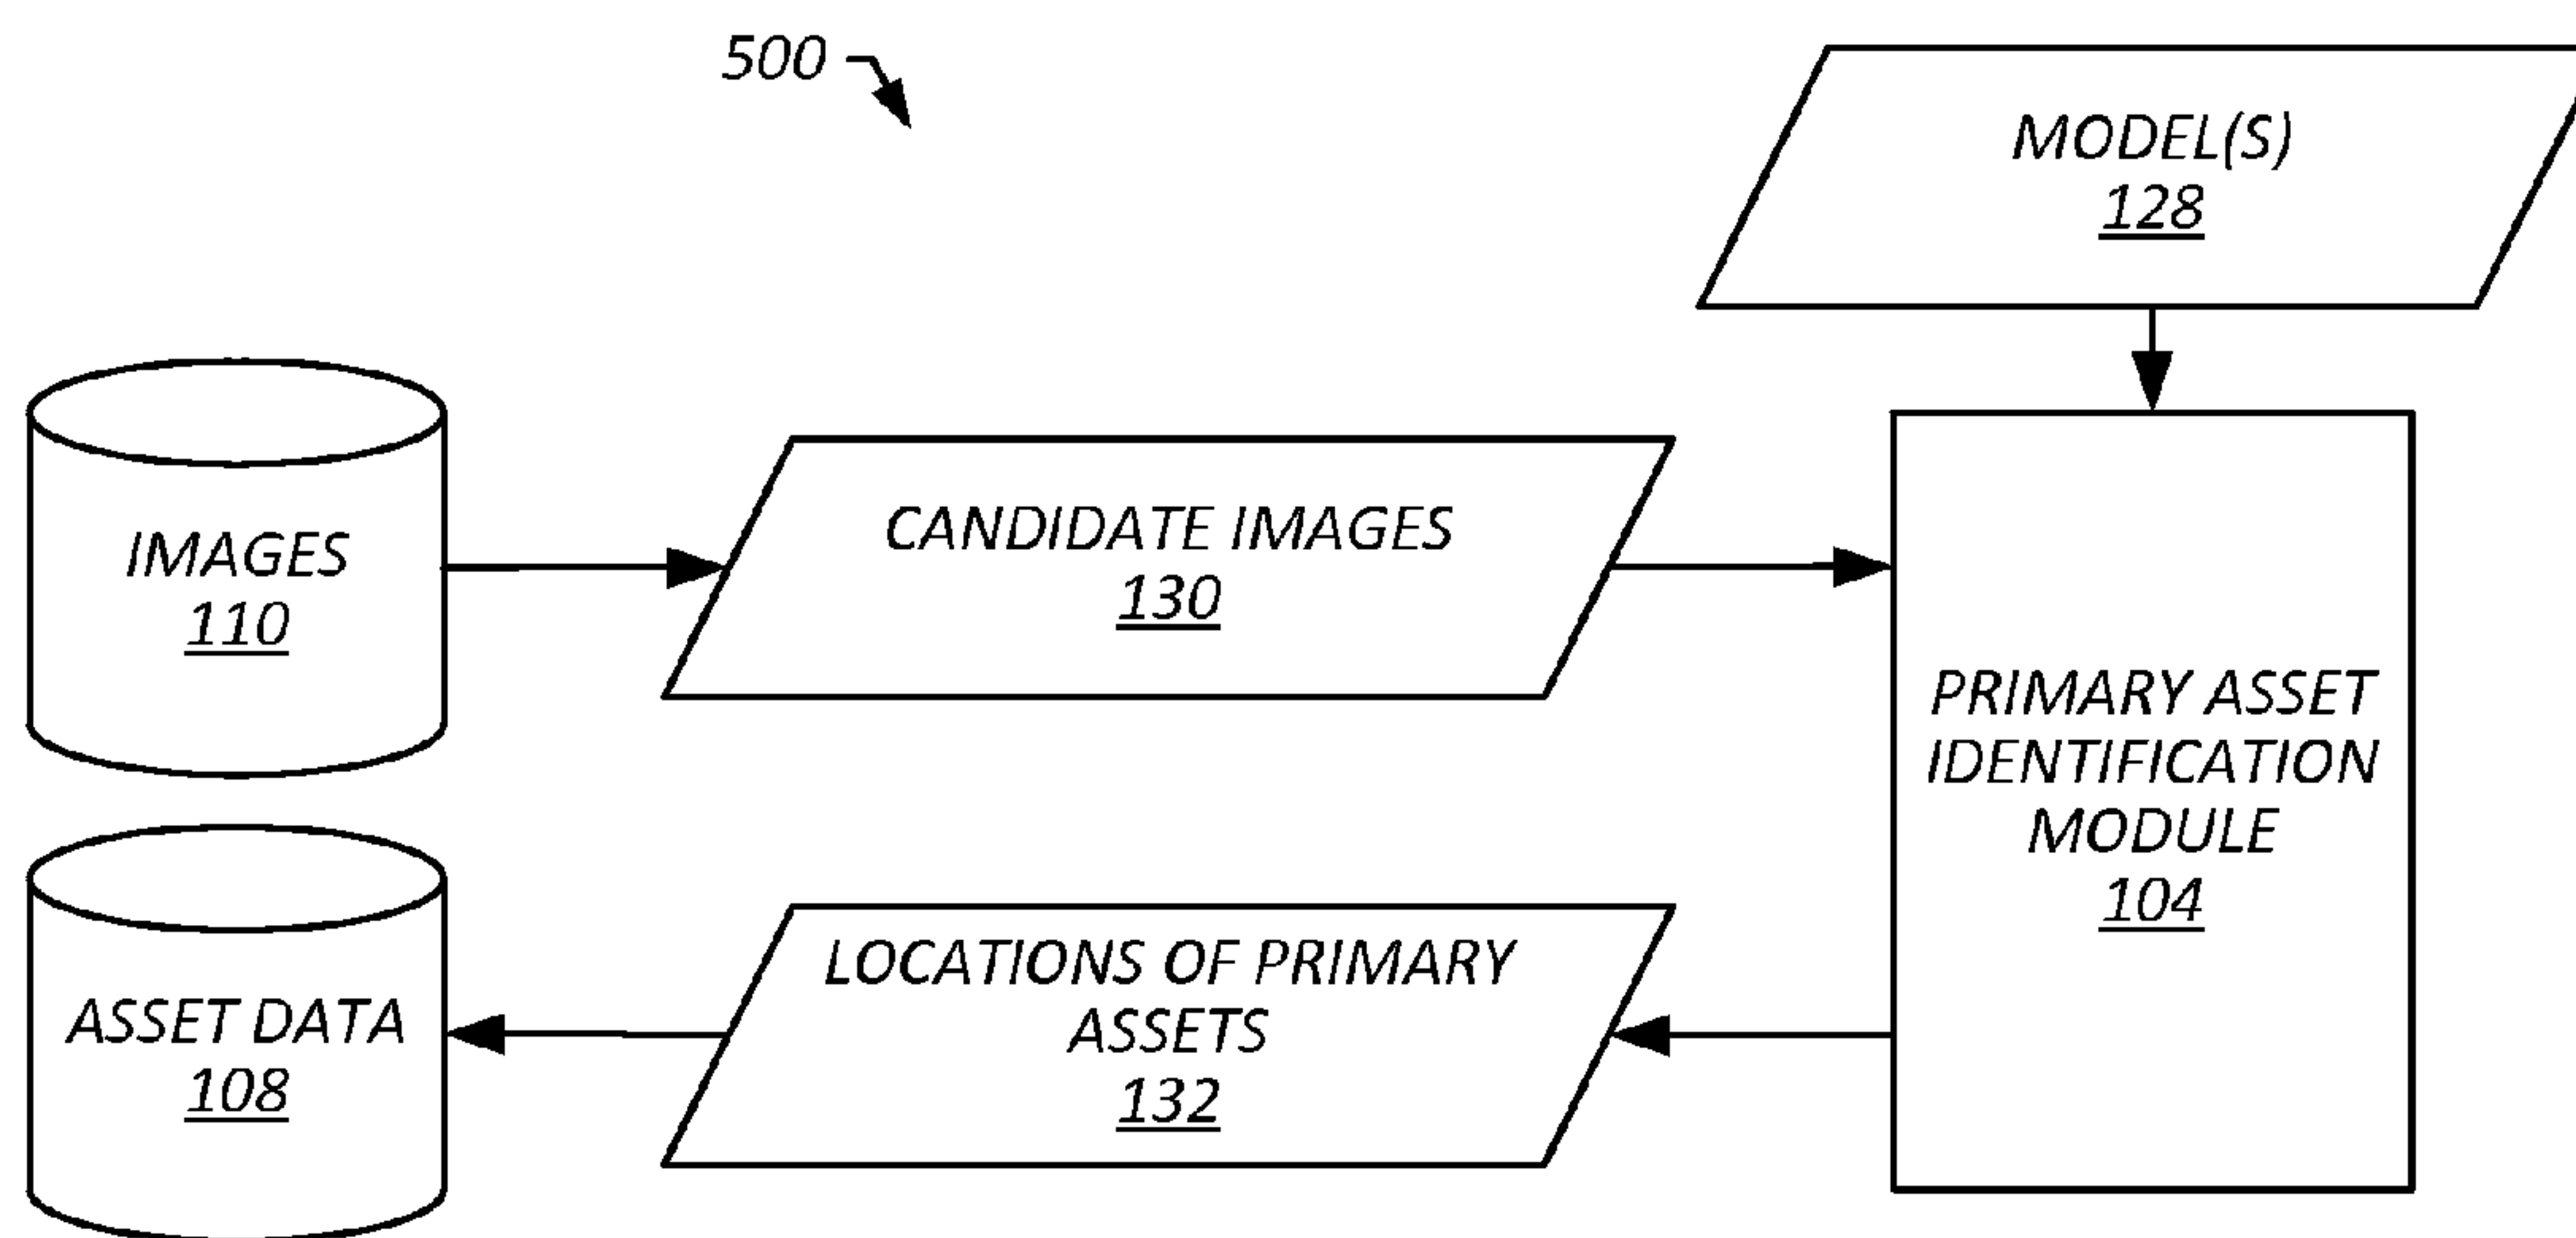 500
MODEL(S)
128
IMAGES
110
CANDIDATE IMAGES
130
PRIMARY ASSET
IDENTIFICATION
MODULE
104
ASSET DATA
108
LOCATIONS OF PRIMARY
ASSETS
132